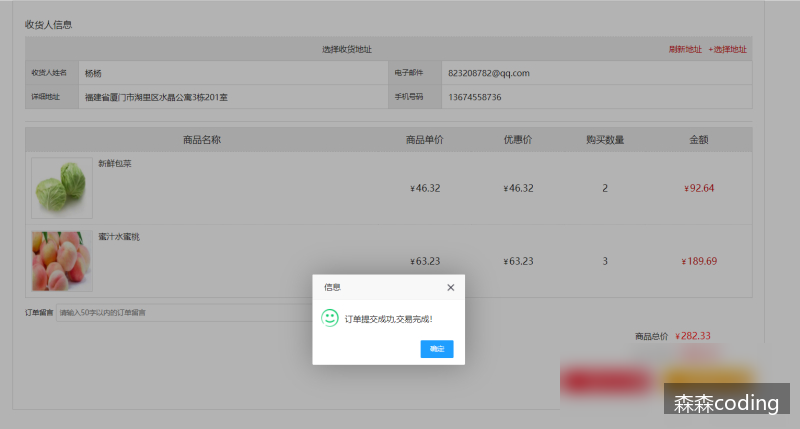 收货人信息
选择收货地址 刷新地址 +选择地址
收货人姓名 杨杨 电子邮件 823208782@qq.com
详细地址 福建省厦门市湖里区水晶公寓3栋201室 手机号码 13674558736
商品名称 商品单价 优惠价 购买数量 金额
新鲜包菜
¥46.32 ¥46.32 2 ¥92.64
蜜汁水蜜桃
¥63.23 ¥63.23 3 ¥189.69
信息
订单留言 请输入50字以内的订单留言
订单提交成功,交易完成!
商品总价 ¥282.33
确定
森森coding